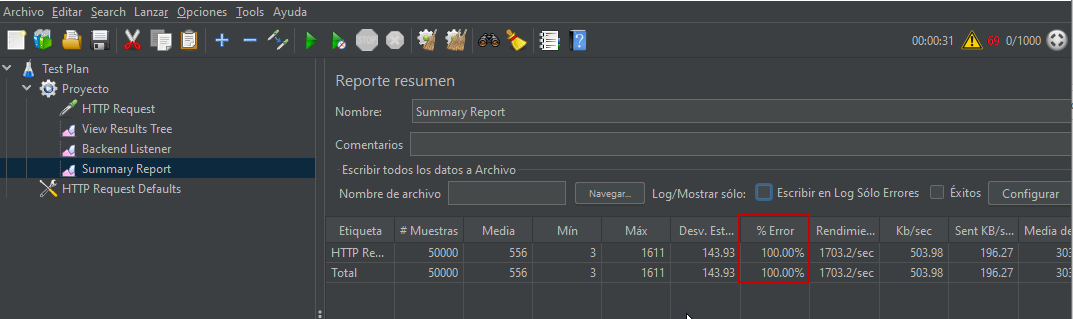 Archivo Editar Search Lanzar Opciones Tools Ayuda
00:00:31 69 0/1000
Test Plan
Proyecto
HTTP Request
View Results Tree
Backend Listener
Summary Report
HTTP Request Defaults
Reporte resumen
Nombre: Summary Report
Comentarios
Escribir todos los datos a Archivo
Nombre de archivo Navegar... Log/Mostrar sólo: Escribir en Log Sólo Errores Éxitos Configurar
Etiqueta # Muestras Media Mín Máx Desv. Est... % Error Rendimie... Kb/sec Sent KB/s... Media de
HTTP Re... 50000 556 3 1611 143.93 100.00% 1703.2/sec 503.98 196.27 303
Total 50000 556 3 1611 143.93 100.00% 1703.2/sec 503.98 196.27 303